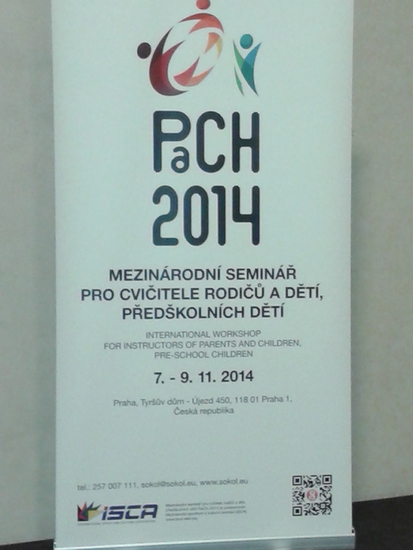 PaCH
2014
MEZINÁRODNÍ SEMINÁŘ
PRO CVIČITELE RODIČŮ A DĚTÍ,
PŘEDŠKOLNÍCH DĚTÍ
INTERNATIONAL WORKSHOP
FOR INSTRUCTORS OF PARENTS AND CHILDREN,
PRE-SCHOOL CHILDREN
7. - 9. 11. 2014
Praha, Tyršův dům - Újezd 450, 118 01 Praha 1,
Česká republika
tel.: 257 007 111, sokol@sokol.eu, www.sokol.eu
ISCA